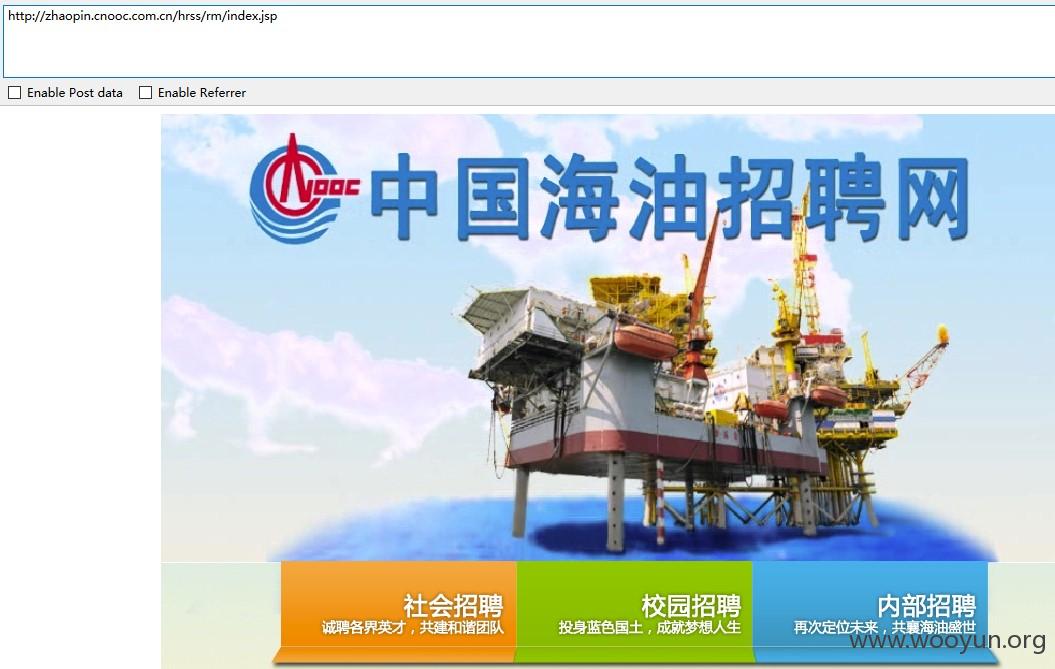 http://zhaopin.cnooc.com.cn/hrss/rm/index.jsp
Enable Post data
Enable Referrer
CNOOC 中国海油招聘网
社会招聘
诚聘各界英才，共建和谐团队
校园招聘
投身蓝色国土，成就梦想人生
内部招聘
再次定位未来，共襄海油盛世
www.wooyun.org